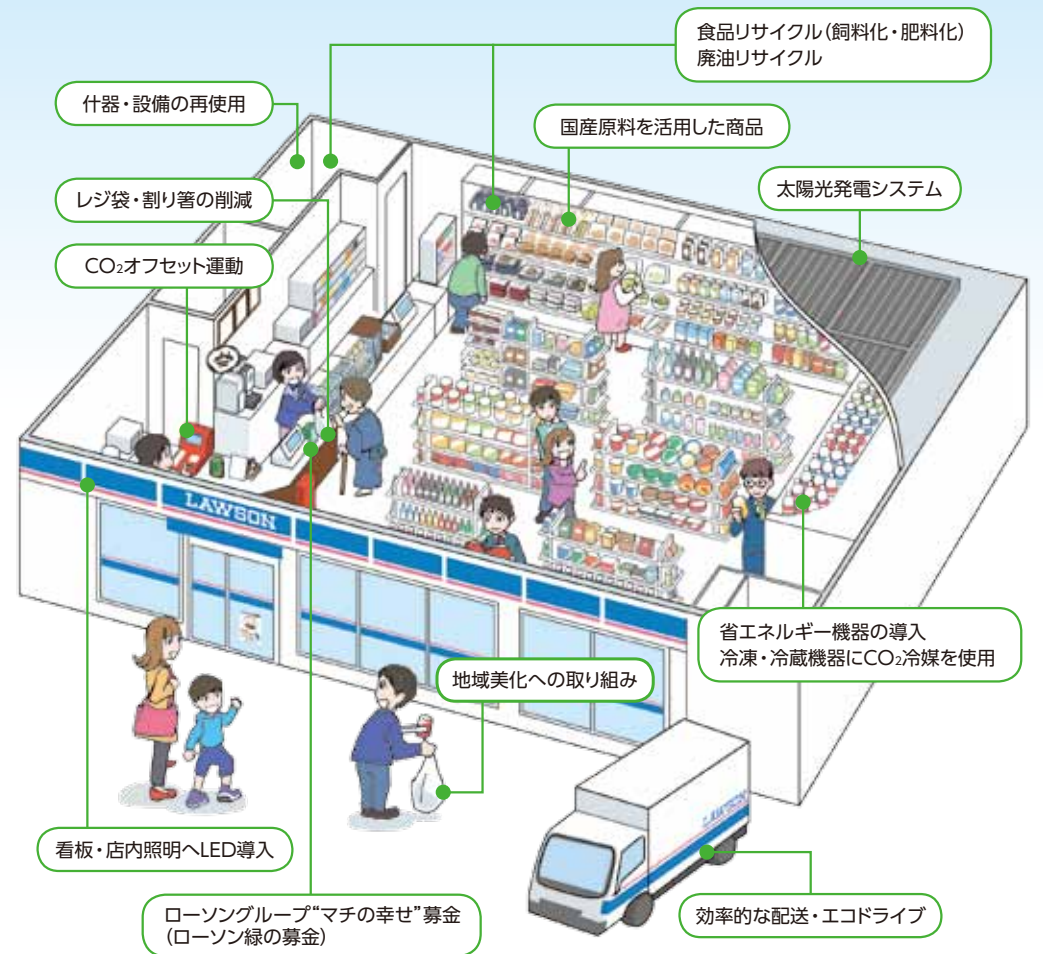 食品リサイクル(飼料化・肥料化)
廃油リサイクル
什器・設備の再使用
国産原料を活用した商品
太陽光発電システム
レジ袋・割り箸の削減
CO₂オフセット運動
LAWSON
省エネルギー機器の導入
冷凍・冷蔵機器にCO₂冷媒を使用
地域美化への取り組み
LAWSON
看板・店内照明へLED導入
ローソングループ“マチの幸せ”募金
(ローソン緑の募金)
効率的な配送・エコドライブ